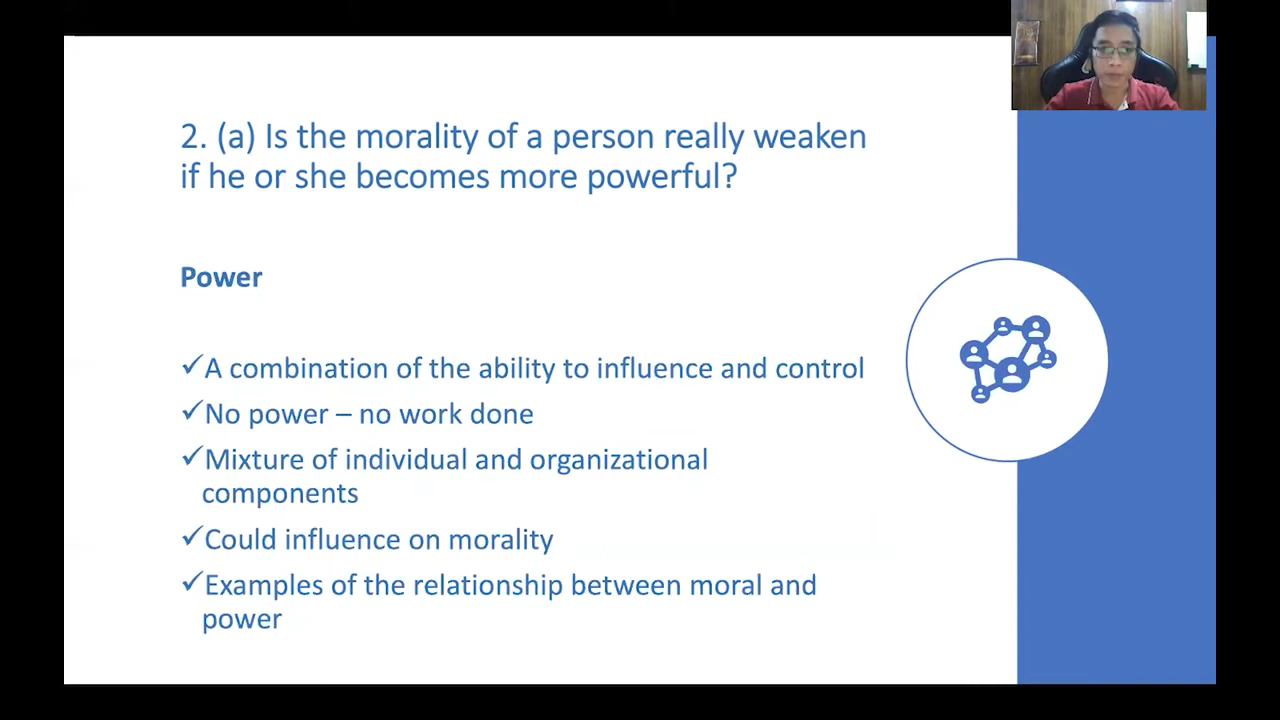 2. (a) Is the morality of a person really weaken
if he or she becomes more powerful?
Power
✓A combination of the ability to influence and control
✓No power – no work done
✓Mixture of individual and organizational
components
✓Could influence on morality
✓Examples of the relationship between moral and
power